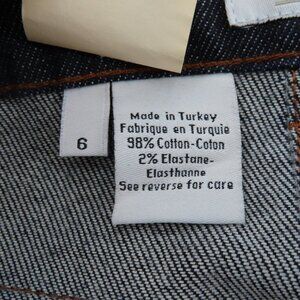 6
Made in Turkey
Fabrique en Turquie
98% Cotton-Coton
2% Elastane-
Elasthanne
See reverse for care